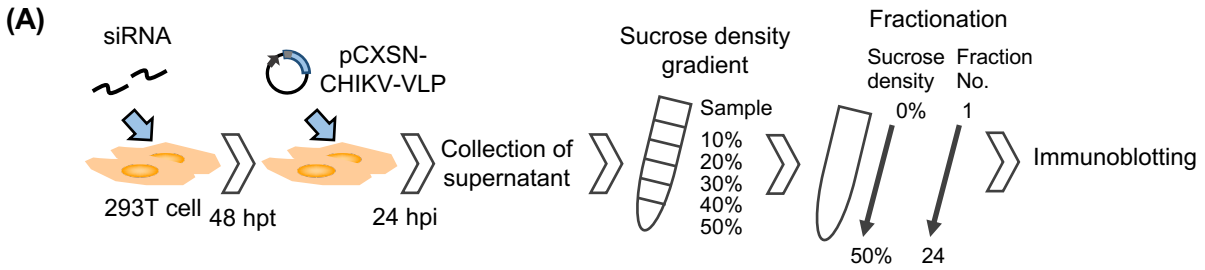 (A)
siRNA
293T cell
48 hpt
pCXSN-
CHIKV-VLP
24 hpi
Collection of
supernatant
Sucrose density
gradient
Sample
10%
20%
30%
40%
50%
Fractionation
Sucrose
density
Fraction
No.
0%
1
50%
24
Immunoblotting